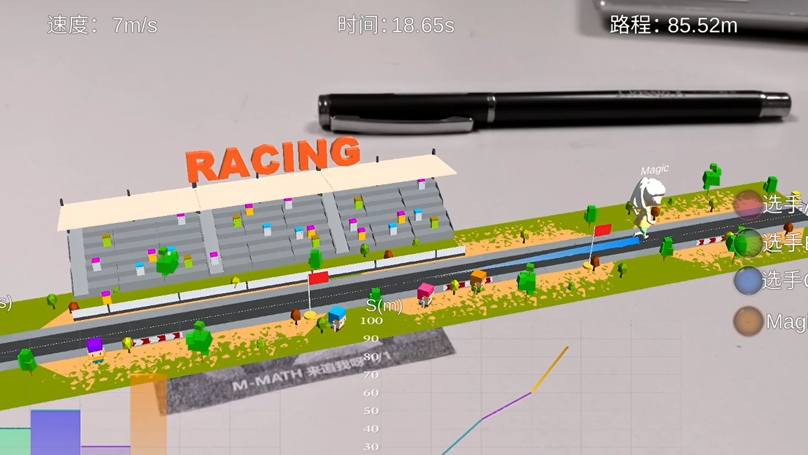 速度： 7m/s
时间：18.65s
路程：85.52m
RACING
Magic
选手
选手
选手
s)
S(m)
100
90
80
Magi
M-MATH 来追我呀 /1
70
60
50
40
30